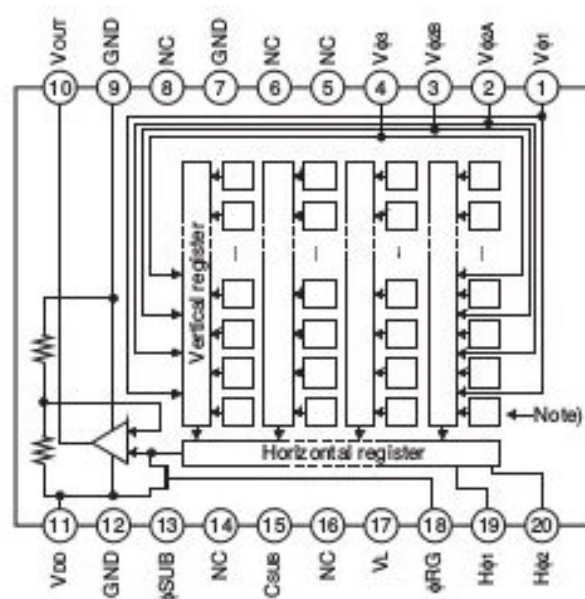 VOUT GND NC GND NC NC Vφ3 Vφ2B Vφ2A Vφ1
10 9 8 7 6 5 4 3 2 1
Vertical register
Note)
Horizontal register
11 12 13 14 15 16 17 18 19 20
VDD GND φSUB NC CSUB NC VL φRG Hφ1 Hφ2